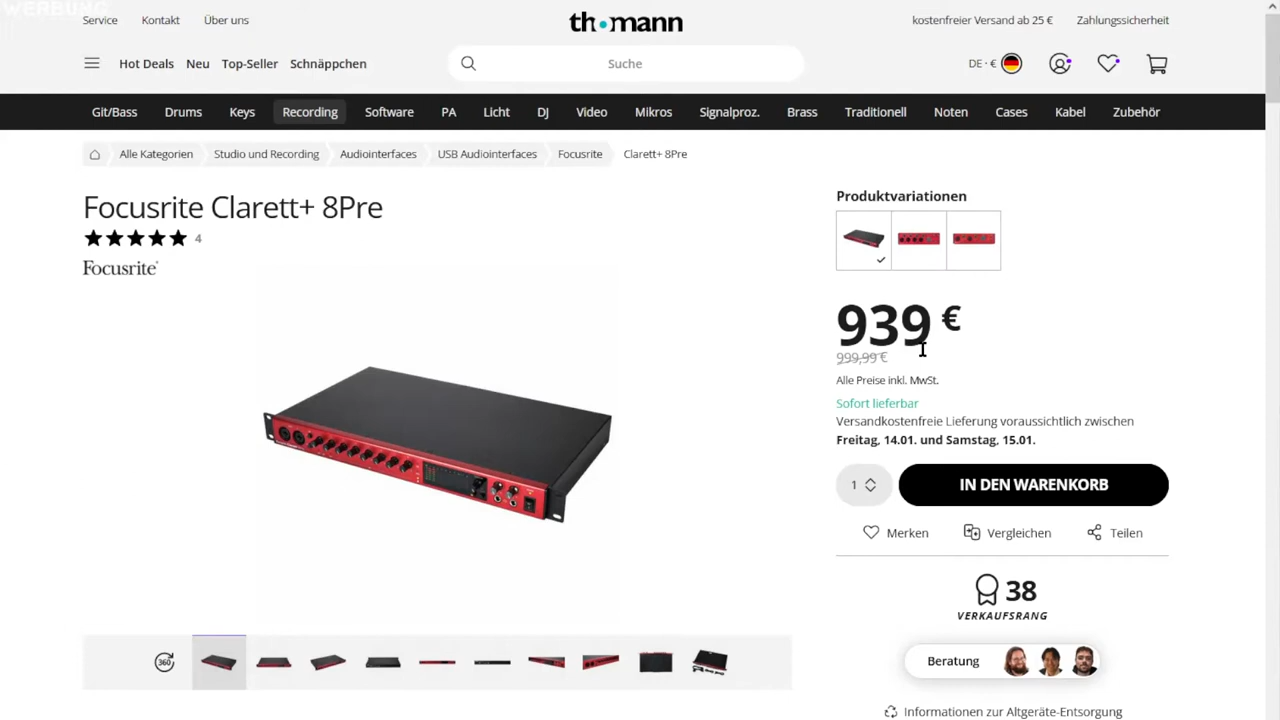 WERBUNG
Service Kontakt Über uns
th•mann
kostenfreier Versand ab 25 € Zahlungssicherheit
Hot Deals Neu Top-Seller Schnäppchen
Suche
DE · €
Git/Bass Drums Keys Recording Software PA Licht DJ Video Mikros Signalproz. Brass Traditionell Noten Cases Kabel Zubehör
Alle Kategorien Studio und Recording Audiointerfaces USB Audiointerfaces Focusrite Clarett+ 8Pre
Focusrite Clarett+ 8Pre
4
Focusrite®
Produktvariationen
939 €
999,99 €
Alle Preise inkl. MwSt.
Sofort lieferbar
Versandkostenfreie Lieferung voraussichtlich zwischen
Freitag, 14.01. und Samstag, 15.01.
1
IN DEN WARENKORB
Merken Vergleichen Teilen
38
VERKAUFSRANG
360
Beratung
Informationen zur Altgeräte-Entsorgung